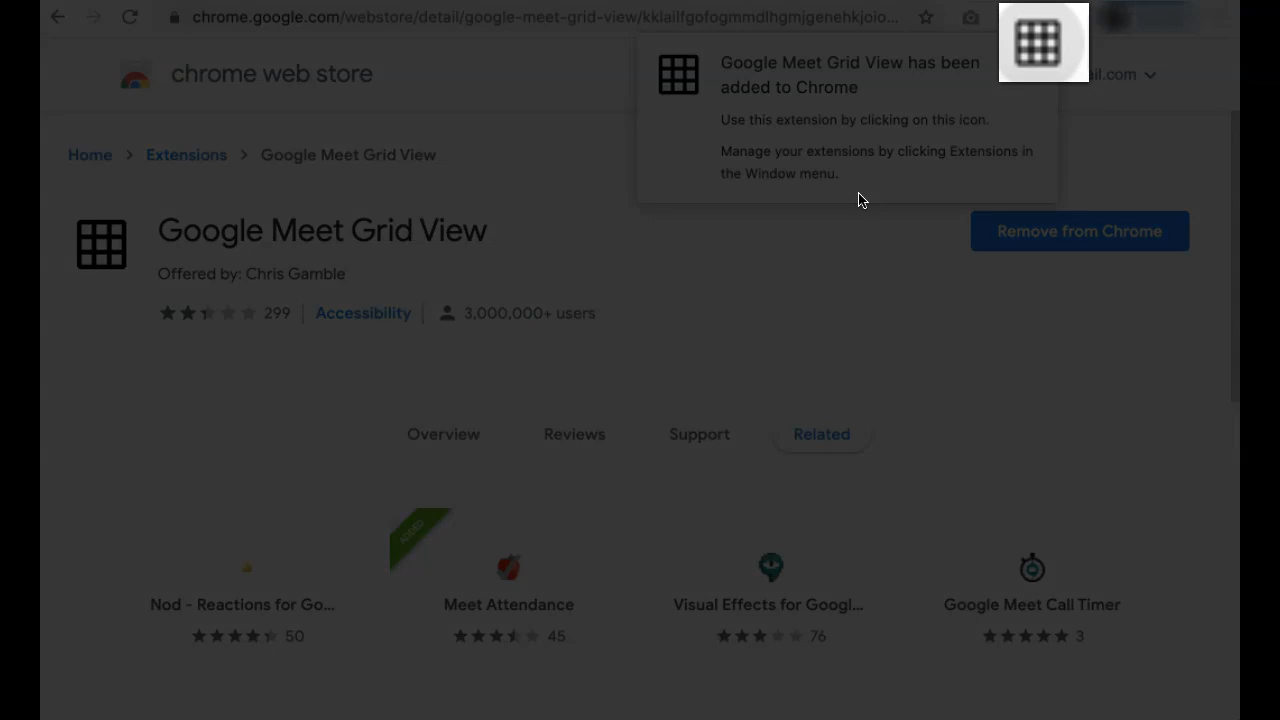 chrome.google.com/webstore/detail/google-meet-grid-view/kklailfgofogmmdlhgmjgenehkjoio...
chrome web store
ail.com
Google Meet Grid View has been
added to Chrome
Use this extension by clicking on this icon.
Manage your extensions by clicking Extensions in
the Window menu.
Home > Extensions > Google Meet Grid View
Google Meet Grid View
Remove from Chrome
Offered by: Chris Gamble
299 | Accessibility | 3,000,000+ users
Overview Reviews Support Related
ADDED
Nod - Reactions for Go... Meet Attendance Visual Effects for Googl... Google Meet Call Timer
50 45 76 3